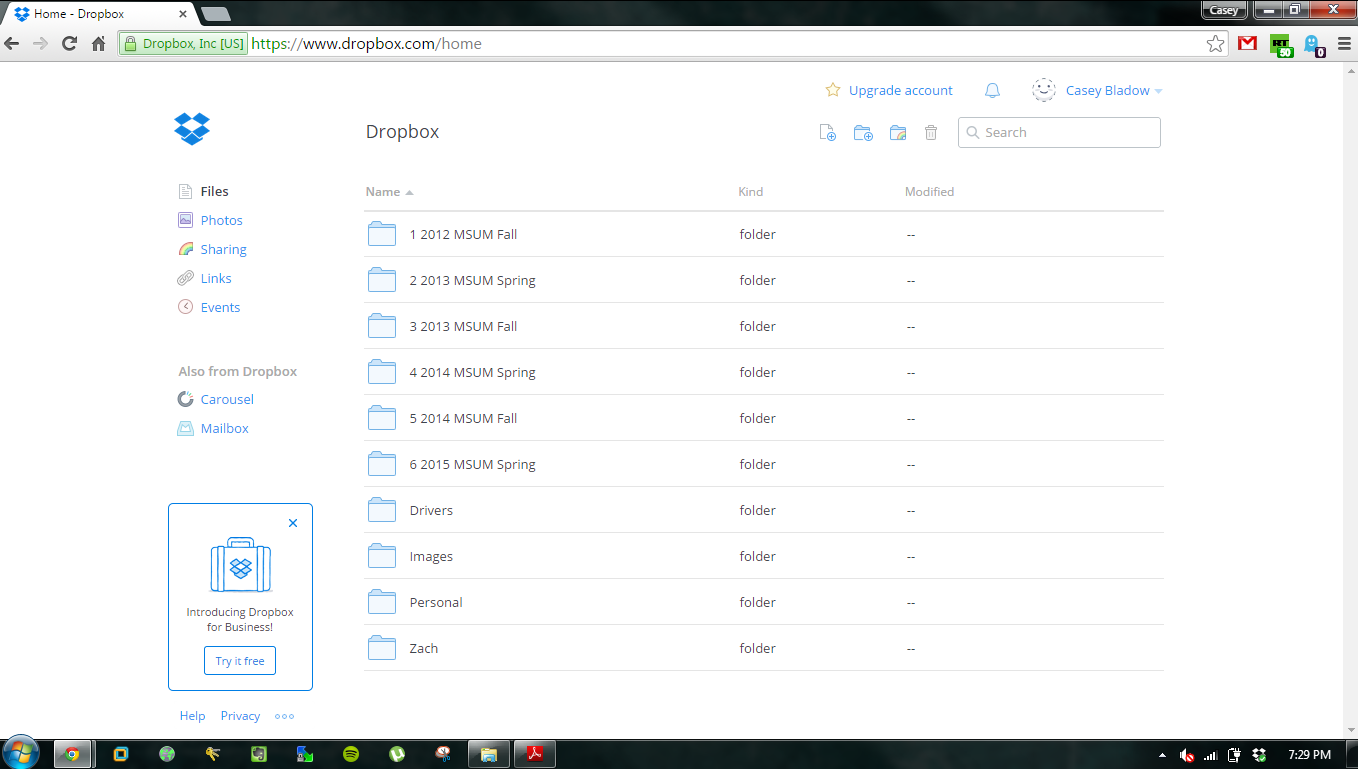 Home - Dropbox
Casey
Dropbox, Inc [US] https://www.dropbox.com/home
50
0
Upgrade account
Casey Bladow
Dropbox
Search
Files
Photos
Sharing
Links
Events
Also from Dropbox
Carousel
Mailbox
Introducing Dropbox
for Business!
Try it free
Help Privacy
Name Kind Modified
1 2012 MSUM Fall folder --
2 2013 MSUM Spring folder --
3 2013 MSUM Fall folder --
4 2014 MSUM Spring folder --
5 2014 MSUM Fall folder --
6 2015 MSUM Spring folder --
Drivers folder --
Images folder --
Personal folder --
Zach folder --
7:29 PM